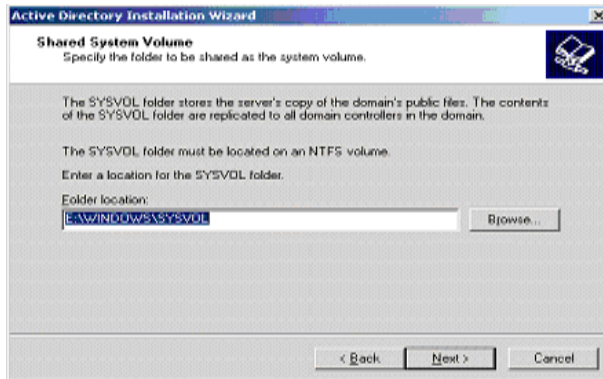 Active Directory Installation Wizard
Shared System Volume
Specify the folder to be shared as the system volume.
The SYSVOL folder stores the server's copy of the domain's public files. The contents
of the SYSVOL folder are replicated to all domain controllers in the domain.
The SYSVOL folder must be located on an NTFS volume.
Enter a location for the SYSVOL folder.
Folder location:
E:\WINDOWS\SYSVOL
Browse...
< Back
Next >
Cancel